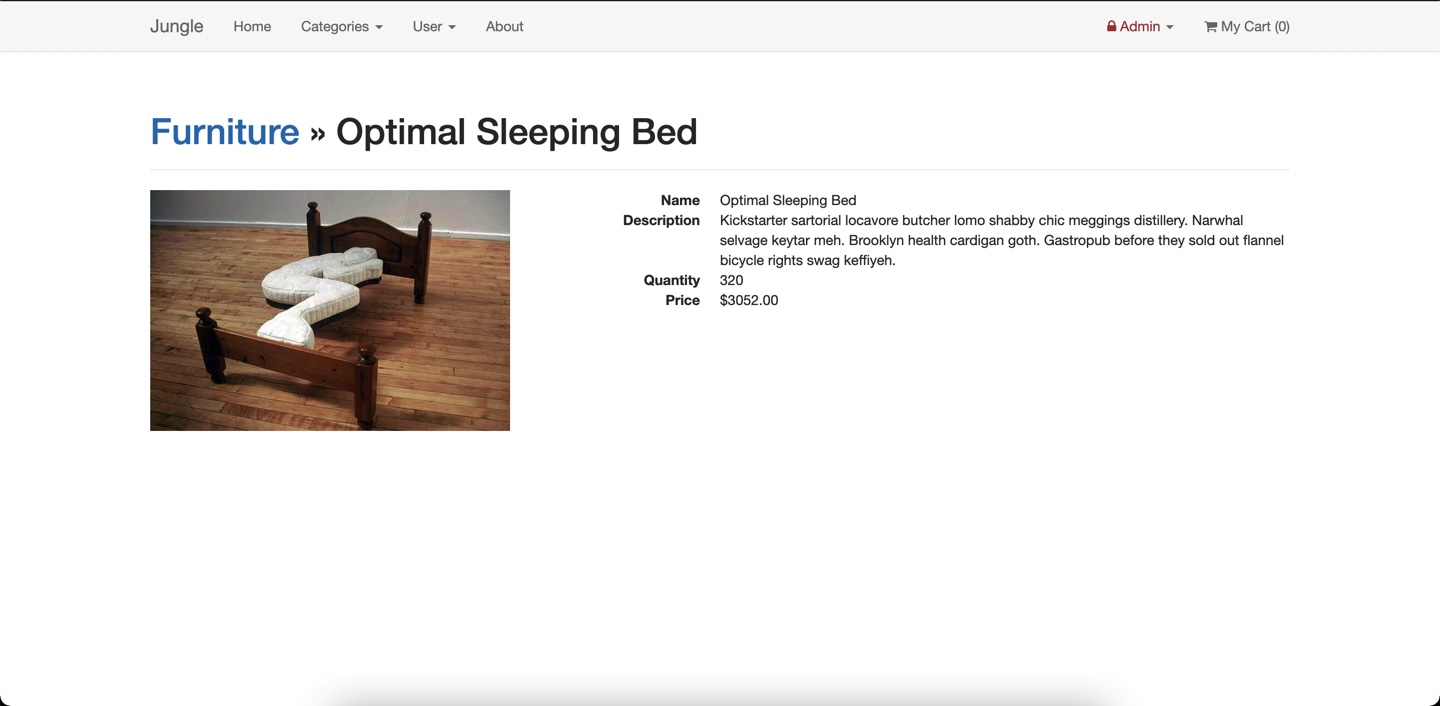 Jungle Home Categories User About Admin My Cart (0)
Furniture » Optimal Sleeping Bed
Name Optimal Sleeping Bed
Description Kickstarter sartorial locavore butcher lomo shabby chic meggings distillery. Narwhal
selvage keytar meh. Brooklyn health cardigan goth. Gastropub before they sold out flannel
bicycle rights swag keffiyeh.
Quantity 320
Price $3052.00